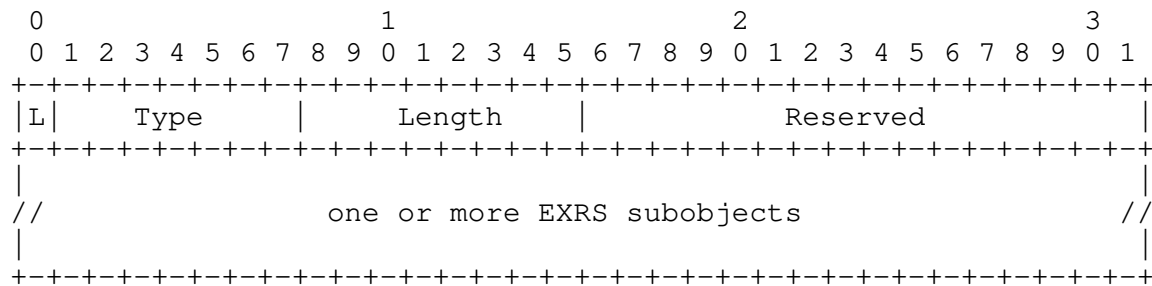 0                   1                   2                   3
 0 1 2 3 4 5 6 7 8 9 0 1 2 3 4 5 6 7 8 9 0 1 2 3 4 5 6 7 8 9 0 1
+-+-+-+-+-+-+-+-+-+-+-+-+-+-+-+-+-+-+-+-+-+-+-+-+-+-+-+-+-+-+-+-+
|L|    Type     |     Length    |           Reserved            |
+-+-+-+-+-+-+-+-+-+-+-+-+-+-+-+-+-+-+-+-+-+-+-+-+-+-+-+-+-+-+-+-+
|                                                               |
//                one or more EXRS subobjects                  //
|                                                               |
+-+-+-+-+-+-+-+-+-+-+-+-+-+-+-+-+-+-+-+-+-+-+-+-+-+-+-+-+-+-+-+-+